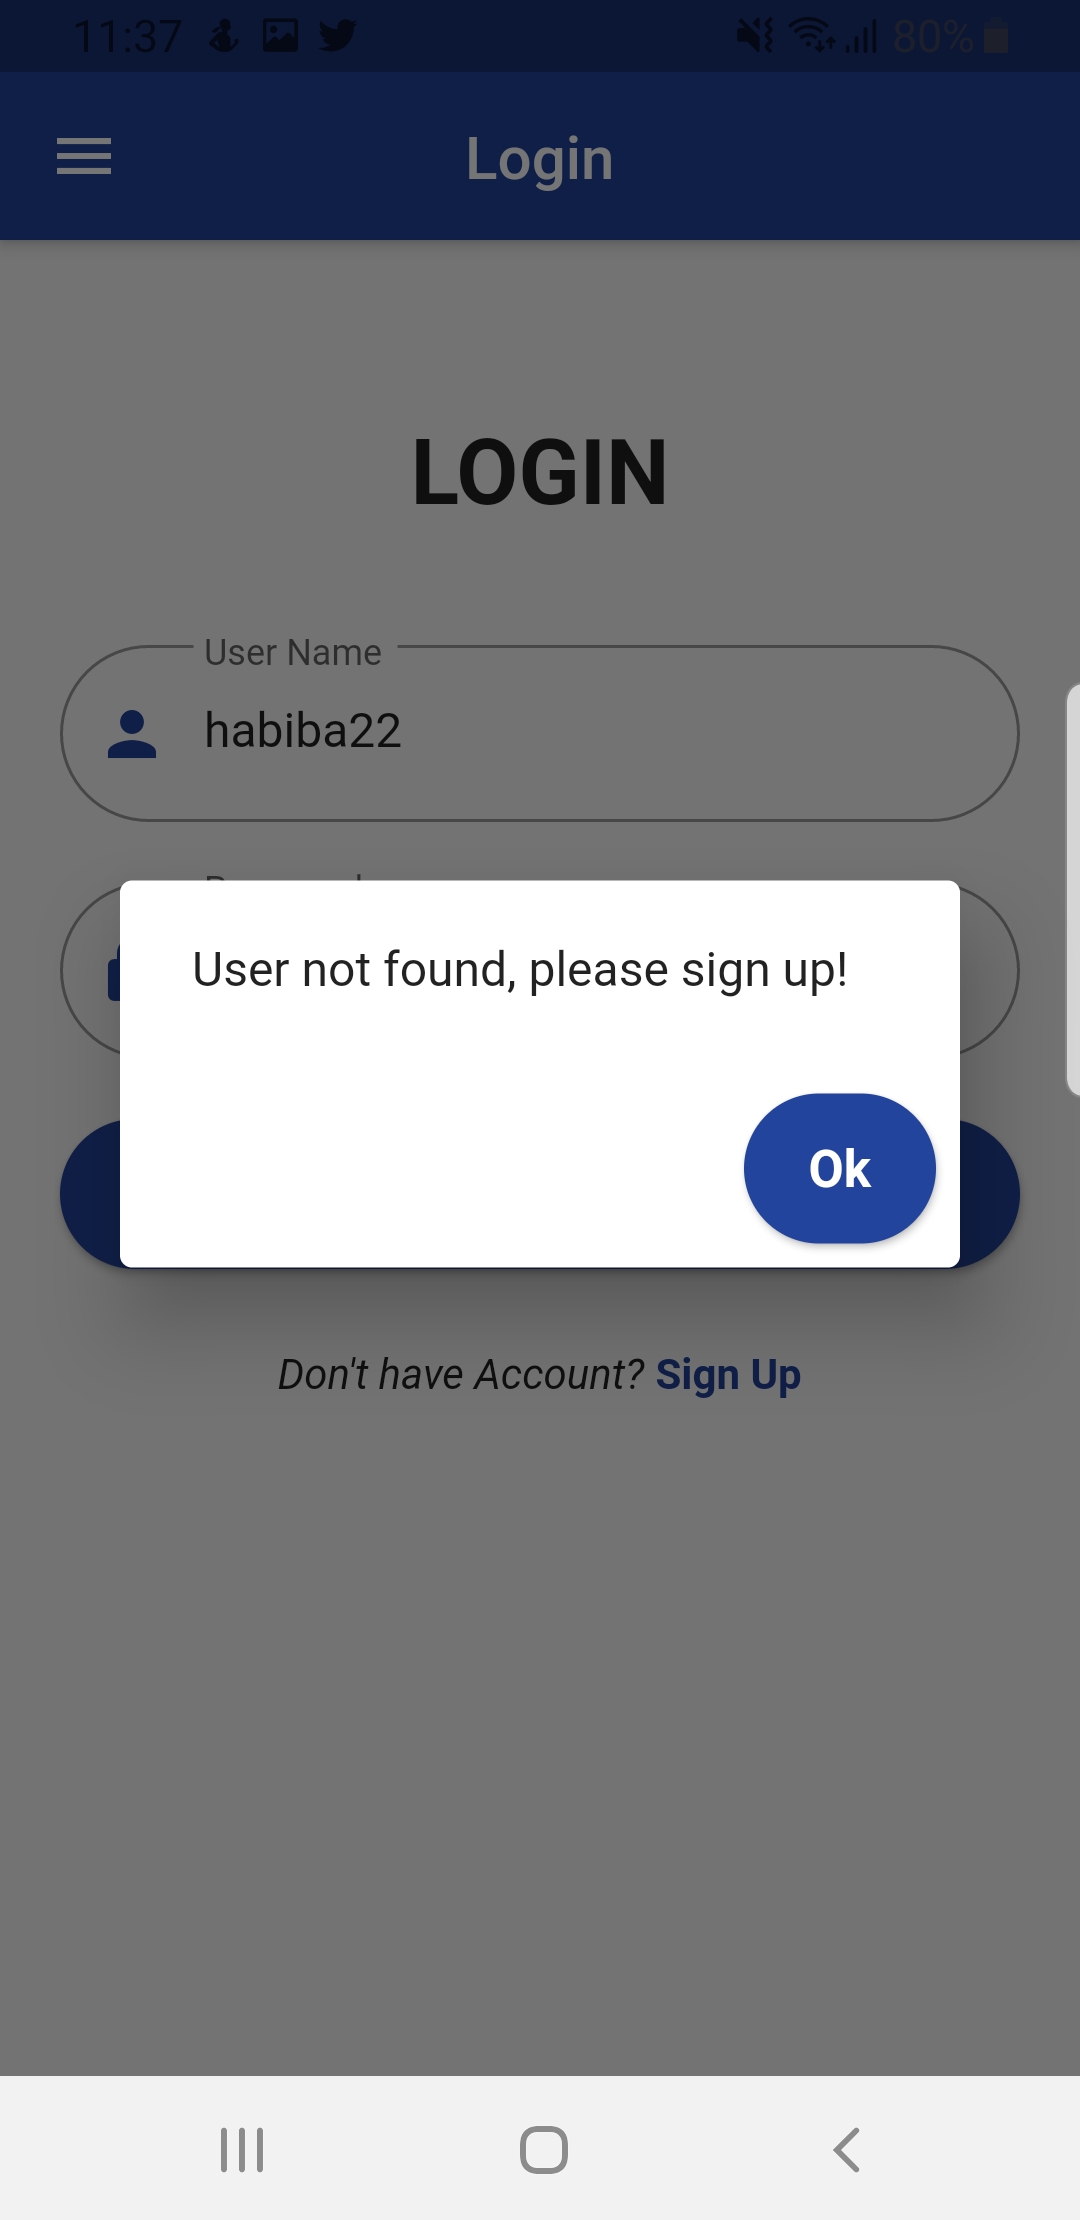 11:37 80%
Login
LOGIN
User Name
habiba22
User not found, please sign up!
Ok
Don't have Account? Sign Up